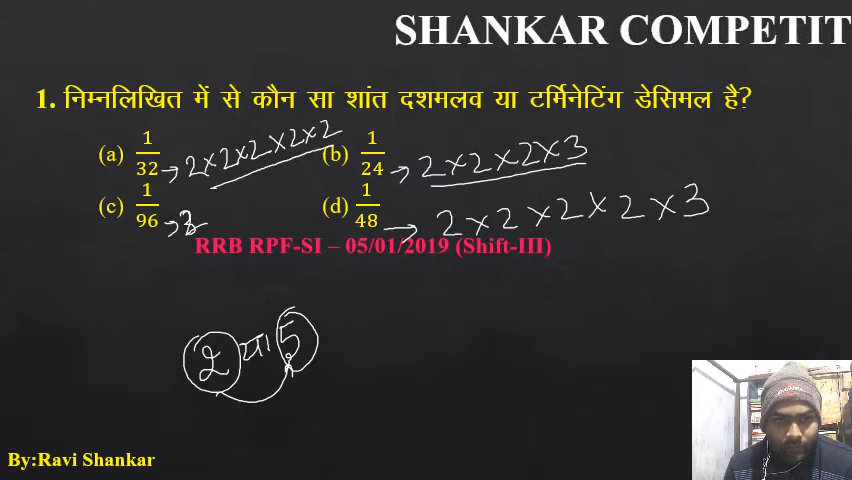 SHANKAR COMPETIT
1. निम्नलिखित में से कौन सा शांत दशमलव या टर्मिनेटिंग डेसिमल है?
(a) 1/32 → 2×2×2×2×2 (b) 1/24 → 2×2×2×3
(c) 1/96 → (d) 1/48 → 2×2×2×2×3
RRB RPF-SI – 05/01/2019 (Shift-III)
2 या 5
By:Ravi Shankar